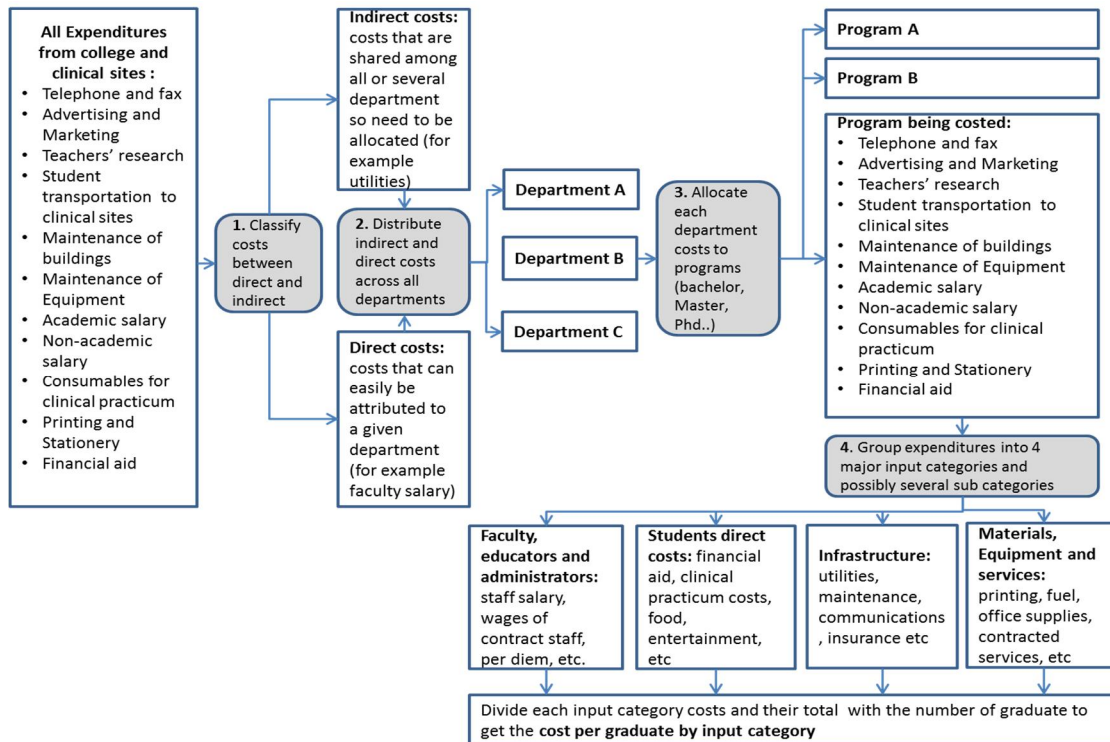 All Expenditures
from college and
clinical sites :
• Telephone and fax
• Advertising and
Marketing
• Teachers’ research
• Student
transportation to
clinical sites
• Maintenance of
buildings
• Maintenance of
Equipment
• Academic salary
• Non-academic
salary
• Consumables for
clinical practicum
• Printing and
Stationery
• Financial aid
1. Classify
costs
between
direct and
indirect
Indirect costs:
costs that are
shared among
all or several
department
so need to be
allocated (for
example
utilities)
2. Distribute
indirect and
direct costs
across all
departments
Direct costs:
costs that can
easily be
attributed to
a given
department
(for example
faculty salary)
Department A
Department B
Department C
3. Allocate
each
department
costs to
programs
(bachelor,
Master,
Phd..)
Program A
Program B
Program being costed:
• Telephone and fax
• Advertising and Marketing
• Teachers’ research
• Student transportation to
clinical sites
• Maintenance of buildings
• Maintenance of Equipment
• Academic salary
• Non-academic salary
• Consumables for clinical
practicum
• Printing and Stationery
• Financial aid
4. Group expenditures into 4
major input categories and
possibly several sub categories
Faculty,
educators and
administrators:
staff salary,
wages of
contract staff,
per diem, etc.
Students direct
costs: financial
aid, clinical
practicum costs,
food,
entertainment,
etc
Infrastructure:
utilities,
maintenance,
communications
, insurance etc
Materials,
Equipment and
services:
printing, fuel,
office supplies,
contracted
services, etc
Divide each input category costs and their total with the number of graduate to
get the cost per graduate by input category